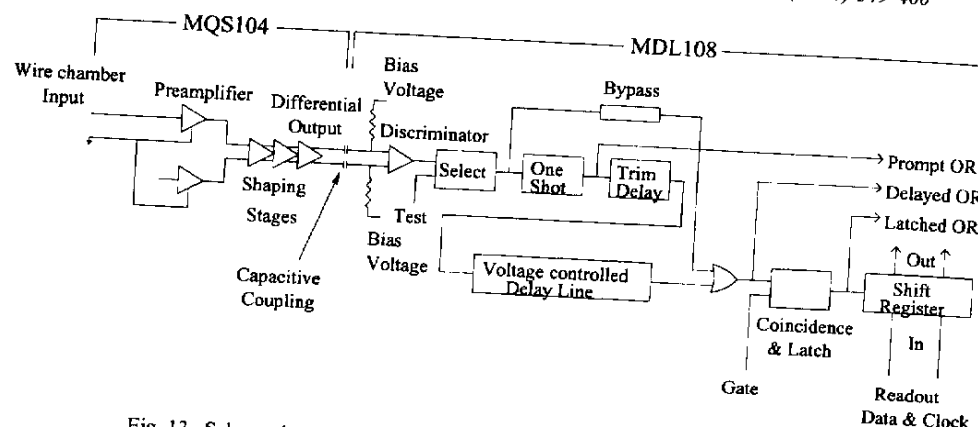 MQS104
MDL108
Wire chamber
Input
Preamplifier
Differential
Output
Bias
Voltage
Discriminator
Bypass
Select
One
Shot
Trim
Delay
Prompt OR
Delayed OR
Latched OR
Shaping
Stages
Test
Bias
Voltage
Capacitive
Coupling
Voltage controlled
Delay Line
Coincidence
& Latch
Out
Shift
Register
In
Gate
Readout
Data & Clock
Fig.